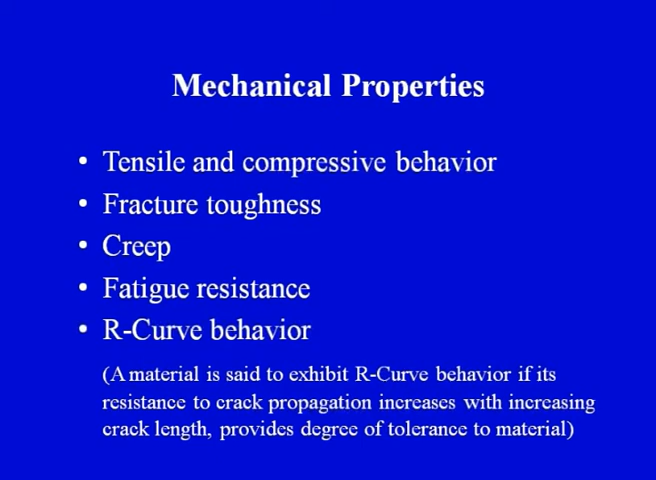 Mechanical Properties
• Tensile and compressive behavior
• Fracture toughness
• Creep
• Fatigue resistance
• R-Curve behavior
(A material is said to exhibit R-Curve behavior if its
resistance to crack propagation increases with increasing
crack length, provides degree of tolerance to material)